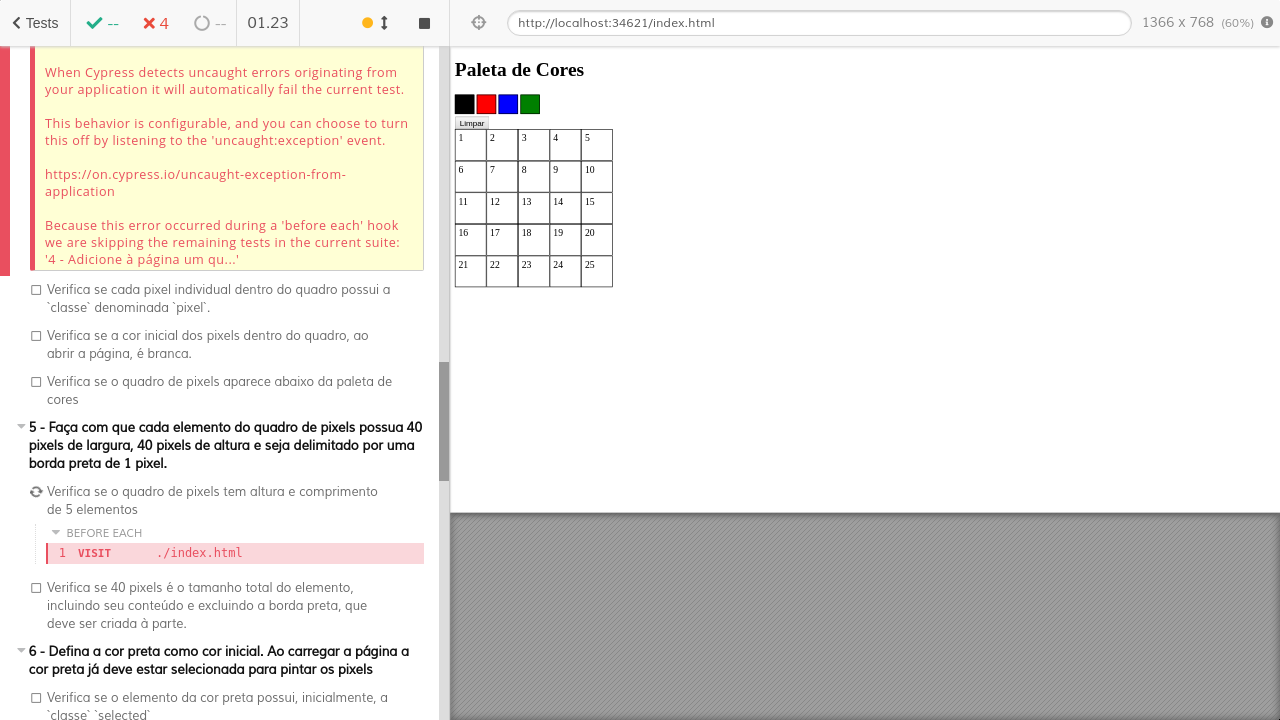 Tests
--
4
--
01.23
http://localhost:34621/index.html
1366 x 768 (60%)
When Cypress detects uncaught errors originating from
your application it will automatically fail the current test.
This behavior is configurable, and you can choose to turn
this off by listening to the 'uncaught:exception' event.
https://on.cypress.io/uncaught-exception-from-
application
Because this error occurred during a 'before each' hook
we are skipping the remaining tests in the current suite:
'4 - Adicione à página um qu...'
Verifica se cada pixel individual dentro do quadro possui a
`classe` denominada `pixel`.
Verifica se a cor inicial dos pixels dentro do quadro, ao
abrir a página, é branca.
Verifica se o quadro de pixels aparece abaixo da paleta de
cores
5 - Faça com que cada elemento do quadro de pixels possua 40
pixels de largura, 40 pixels de altura e seja delimitado por uma
borda preta de 1 pixel.
Verifica se o quadro de pixels tem altura e comprimento
de 5 elementos
BEFORE EACH
1 VISIT ./index.html
Verifica se 40 pixels é o tamanho total do elemento,
incluindo seu conteúdo e excluindo a borda preta, que
deve ser criada à parte.
6 - Defina a cor preta como cor inicial. Ao carregar a página a
cor preta já deve estar selecionada para pintar os pixels
Verifica se o elemento da cor preta possui, inicialmente, a
`classe` `selected`
Paleta de Cores
Limpar
1 2 3 4 5
6 7 8 9 10
11 12 13 14 15
16 17 18 19 20
21 22 23 24 25